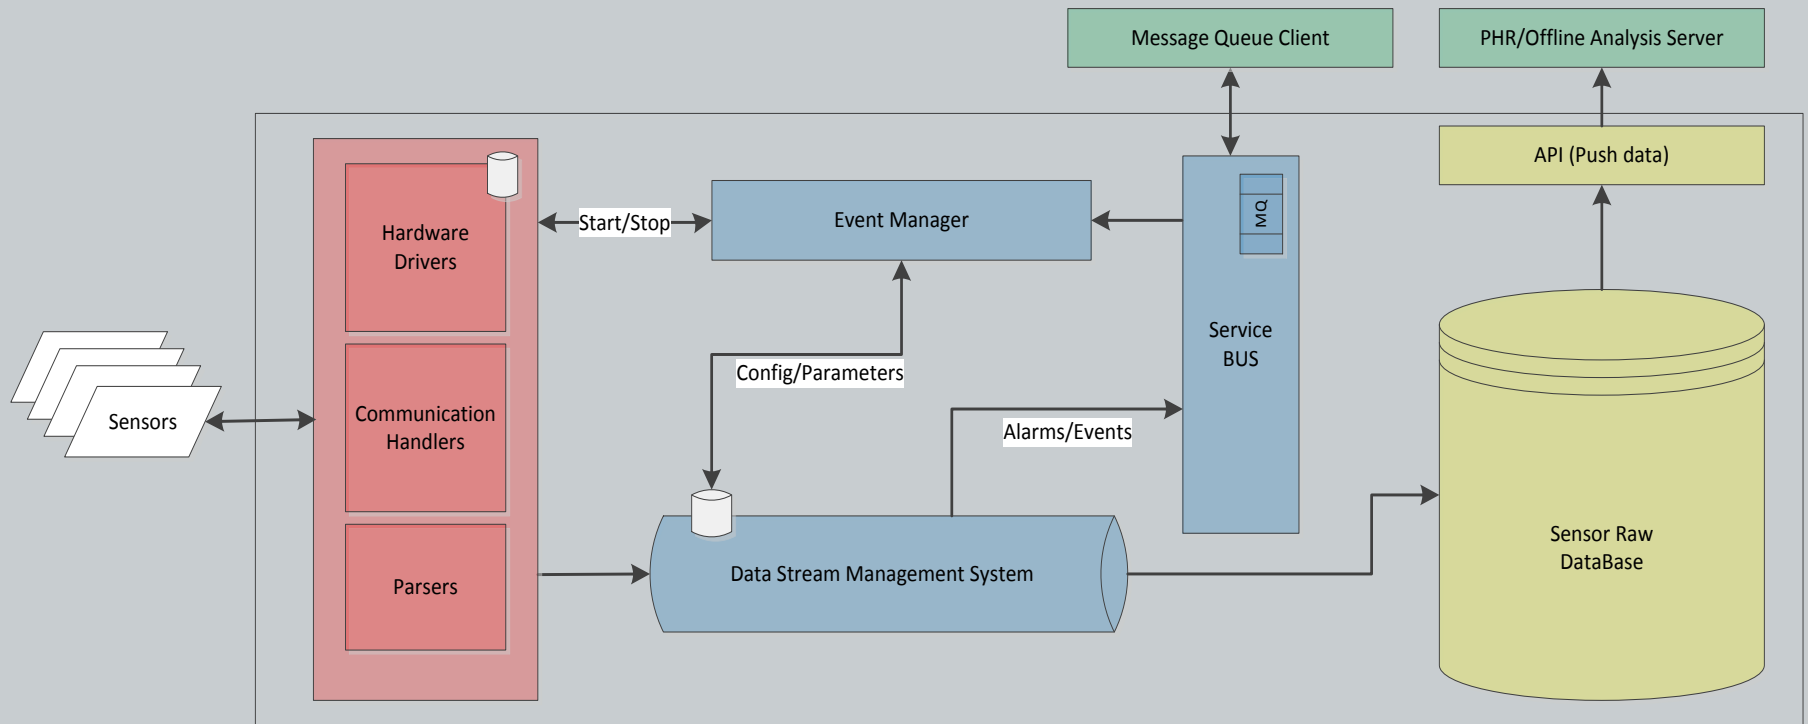 Message Queue Client
PHR/Offline Analysis Server
API (Push data)
Hardware
Drivers
Start/Stop
Event Manager
MQ
Service
BUS
Config/Parameters
Sensors
Communication
Handlers
Alarms/Events
Parsers
Data Stream Management System
Sensor Raw
DataBase